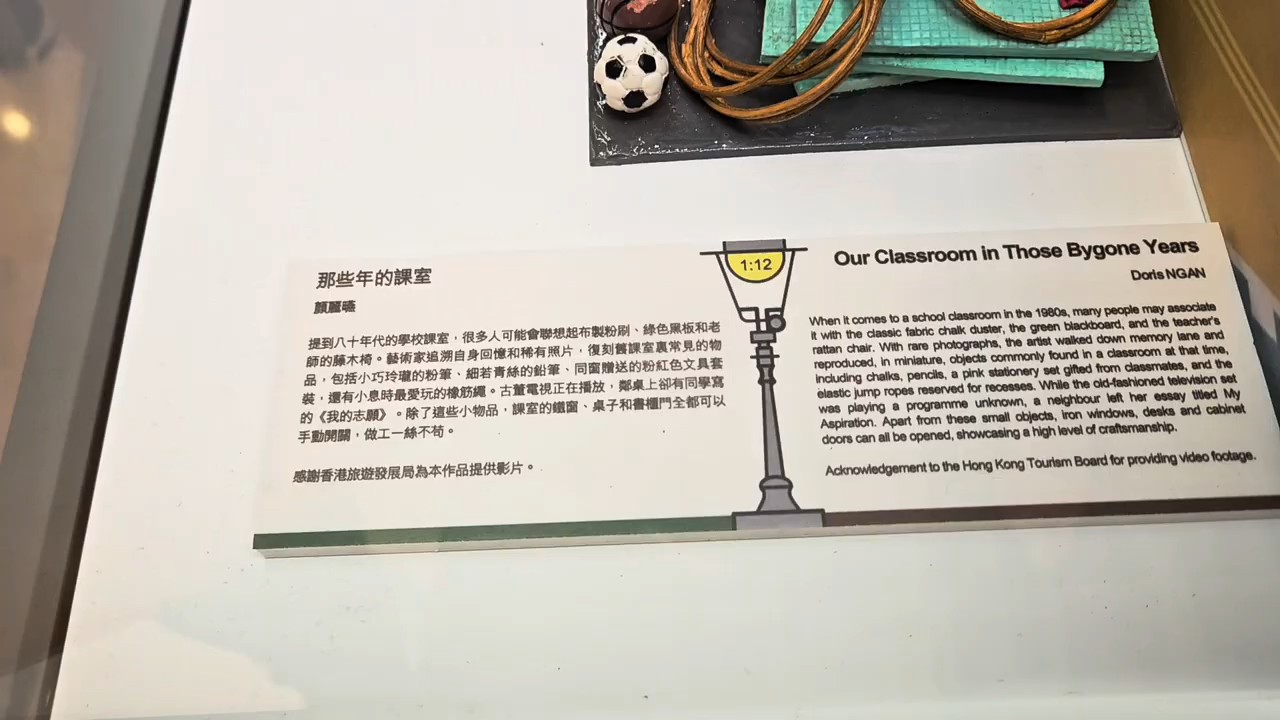 那些年的課室
顏麗嬿
提到八十年代的學校課室，很多人可能會聯想起布製粉刷、綠色黑板和老
師的藤木椅。藝術家追溯自身回憶和稀有照片，復刻舊課室裏常見的物
品，包括小巧玲瓏的粉筆、細若青絲的鉛筆、同窗贈送的粉紅色文具套
裝，還有小息時最愛玩的橡筋繩。古董電視正在播放，鄰桌上卻有同學寫
的《我的志願》。除了這些小物品，課室的鐵窗、桌子和書櫃門全都可以
手動開關，做工一絲不苟。
感謝香港旅遊發展局為本作品提供影片。
1:12
Our Classroom in Those Bygone Years
Doris NGAN
When it comes to a school classroom in the 1980s, many people may associate
it with the classic fabric chalk duster, the green blackboard, and the teacher's
rattan chair. With rare photographs, the artist walked down memory lane and
reproduced, in miniature, objects commonly found in a classroom at that time,
including chalks, pencils, a pink stationery set gifted from classmates, and the
elastic jump ropes reserved for recesses. While the old-fashioned television set
was playing a programme unknown, a neighbour left her essay titled My
Aspiration. Apart from these small objects, iron windows, desks and cabinet
doors can all be opened, showcasing a high level of craftsmanship.
Acknowledgement to the Hong Kong Tourism Board for providing video footage.